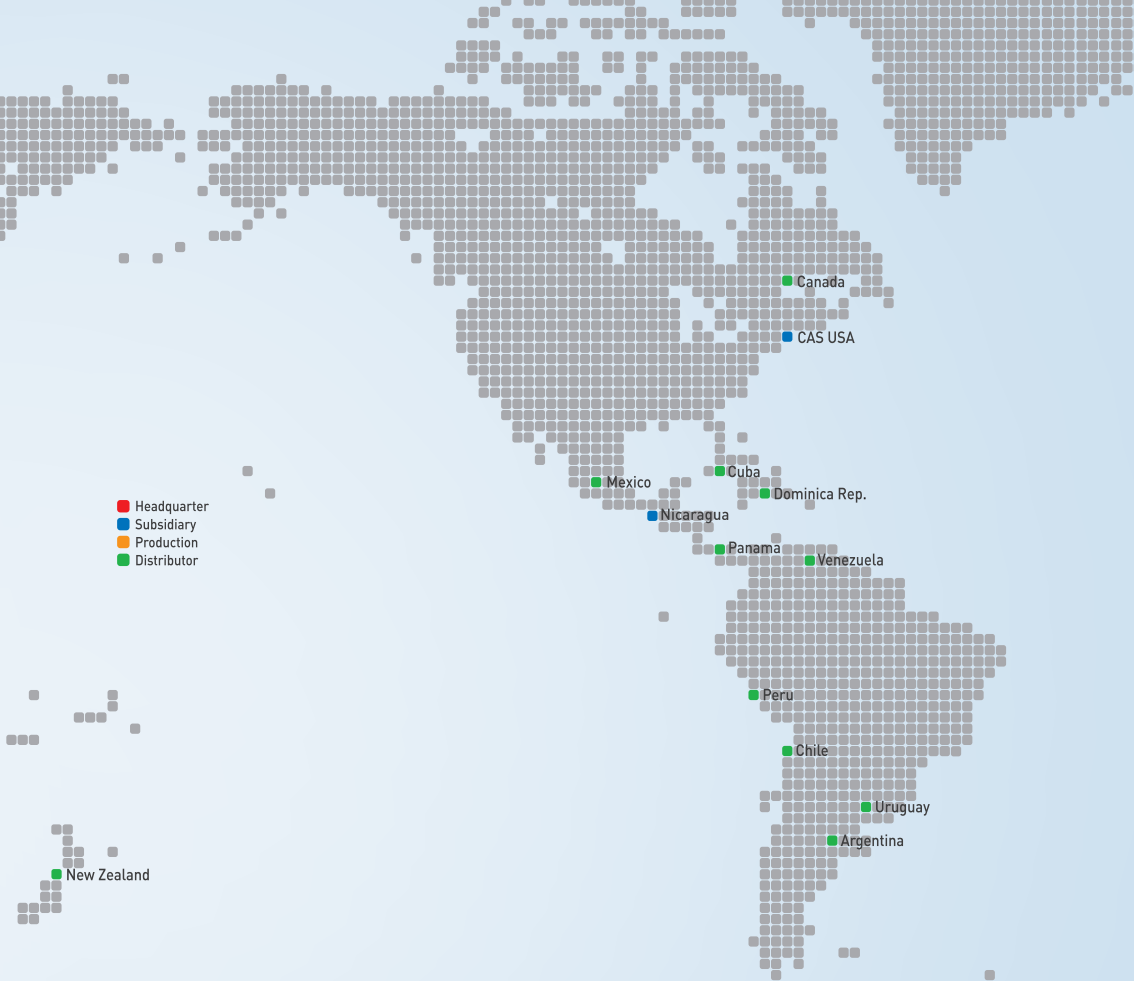 Canada
CAS USA
Cuba
Mexico
Dominica Rep.
Headquarter
Nicaragua
Subsidiary
Production
Panama
Distributor
Venezuela
Peru
Chile
Uruguay
Argentina
New Zealand